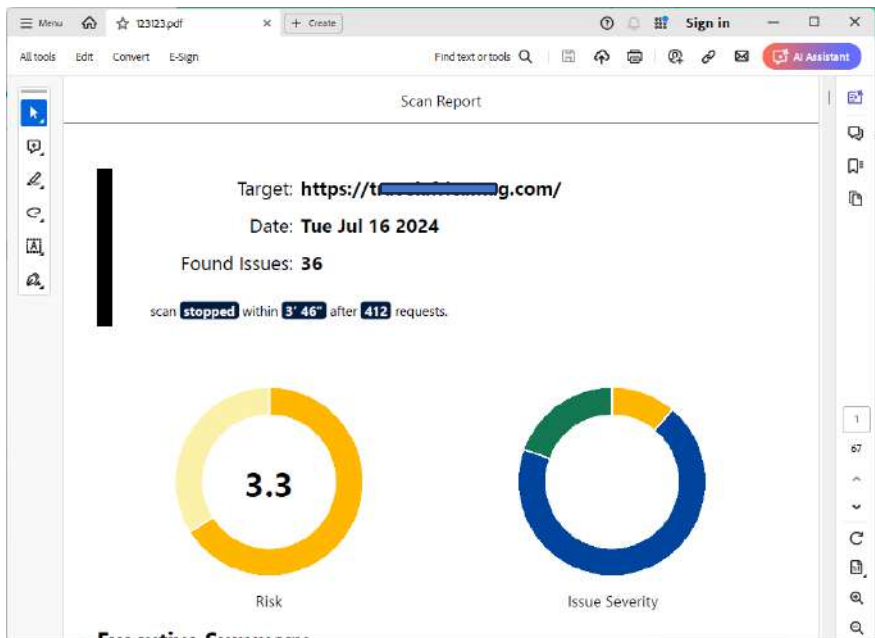 Menu 123123.pdf + Create Sign in
All tools Edit Convert E-Sign Find text or tools AI Assistant
Scan Report
Target: https://t g.com/
Date: Tue Jul 16 2024
Found Issues: 36
scan stopped within 3' 46" after 412 requests.
3.3
Risk
Issue Severity
1
67
Executive Summary